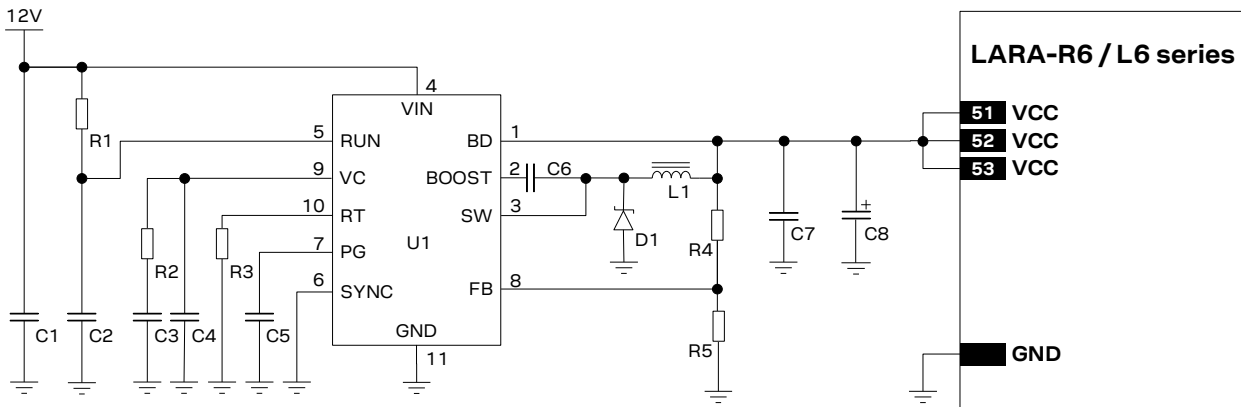 12V
LARA-R6 / L6 series
4
VIN
51 VCC
R1
5
RUN
BD
1
52 VCC
53 VCC
9
VC
BOOST
2
C6
L1
10
RT
SW
3
D1
C7
C8
R2
R3
7
PG
U1
R4
6
SYNC
FB
8
C1
C2
C3
C4
C5
GND
R5
11
GND
+